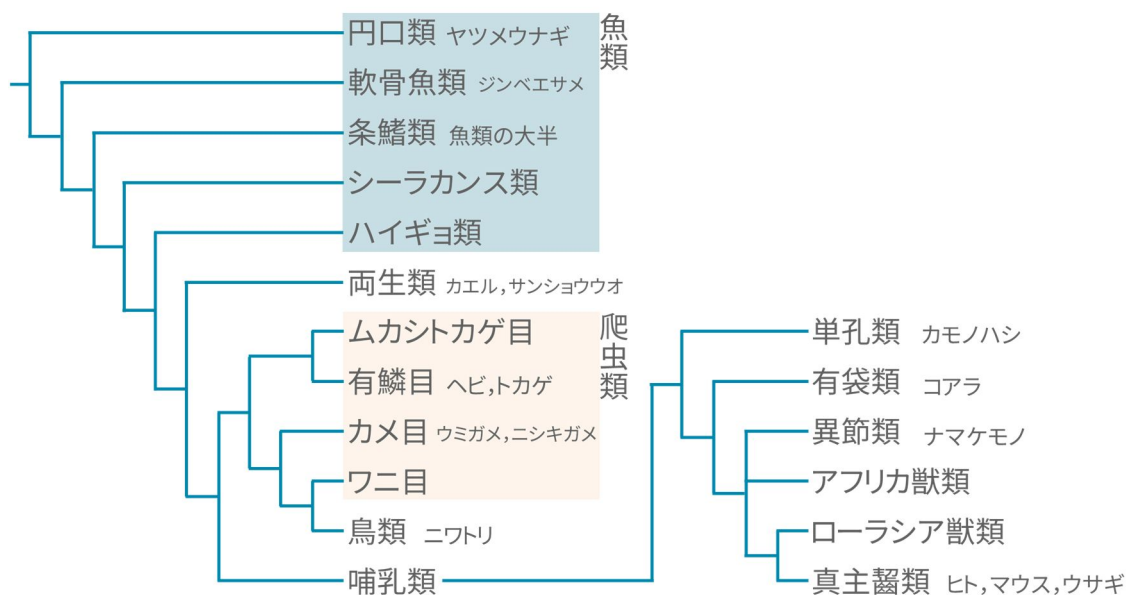 円口類 ヤツメウナギ
魚類
軟骨魚類 ジンベエサメ
条鰭類 魚類の大半
シーラカンス類
ハイギョ類
両生類 カエル,サンショウウオ
ムカシトカゲ目
爬虫類
有鱗目 ヘビ,トカゲ
カメ目 ウミガメ,ニシキガメ
ワニ目
鳥類 ニワトリ
哺乳類
単孔類 カモノハシ
有袋類 コアラ
異節類 ナマケモノ
アフリカ獣類
ローラシア獣類
真主齧類 ヒト,マウス,ウサギ